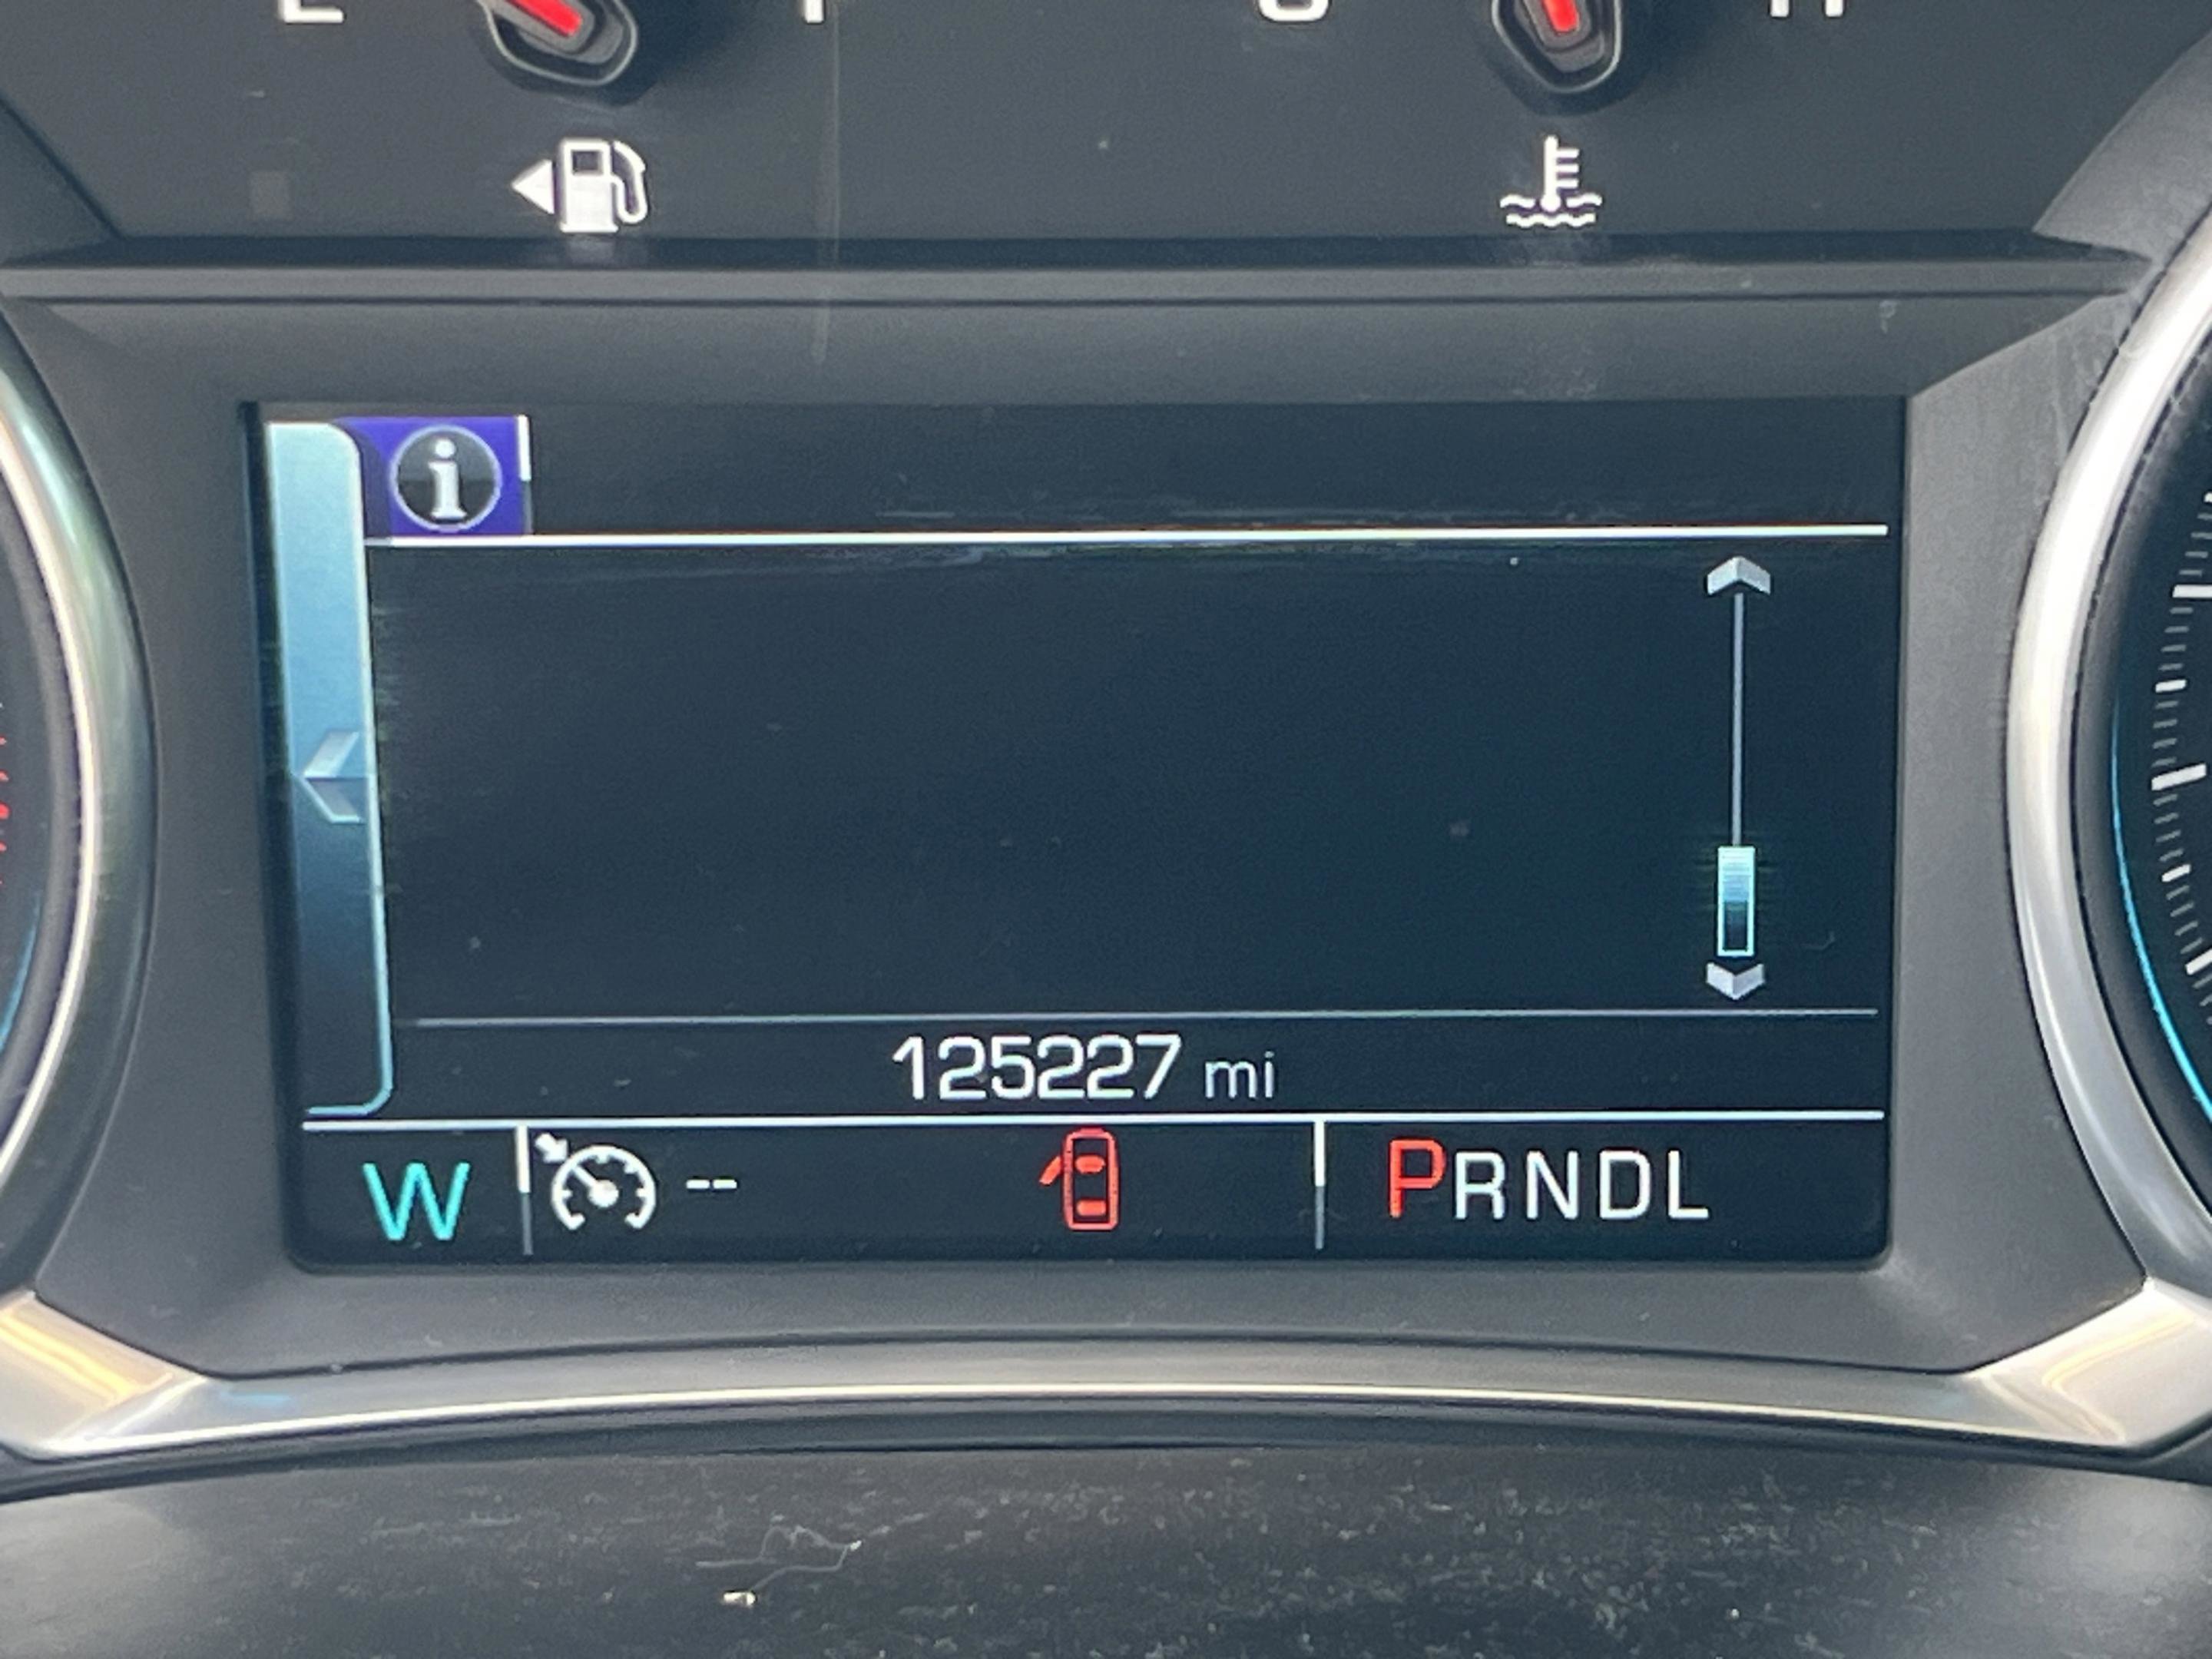 E F C H
i
125227 mi
W -- PRNDL